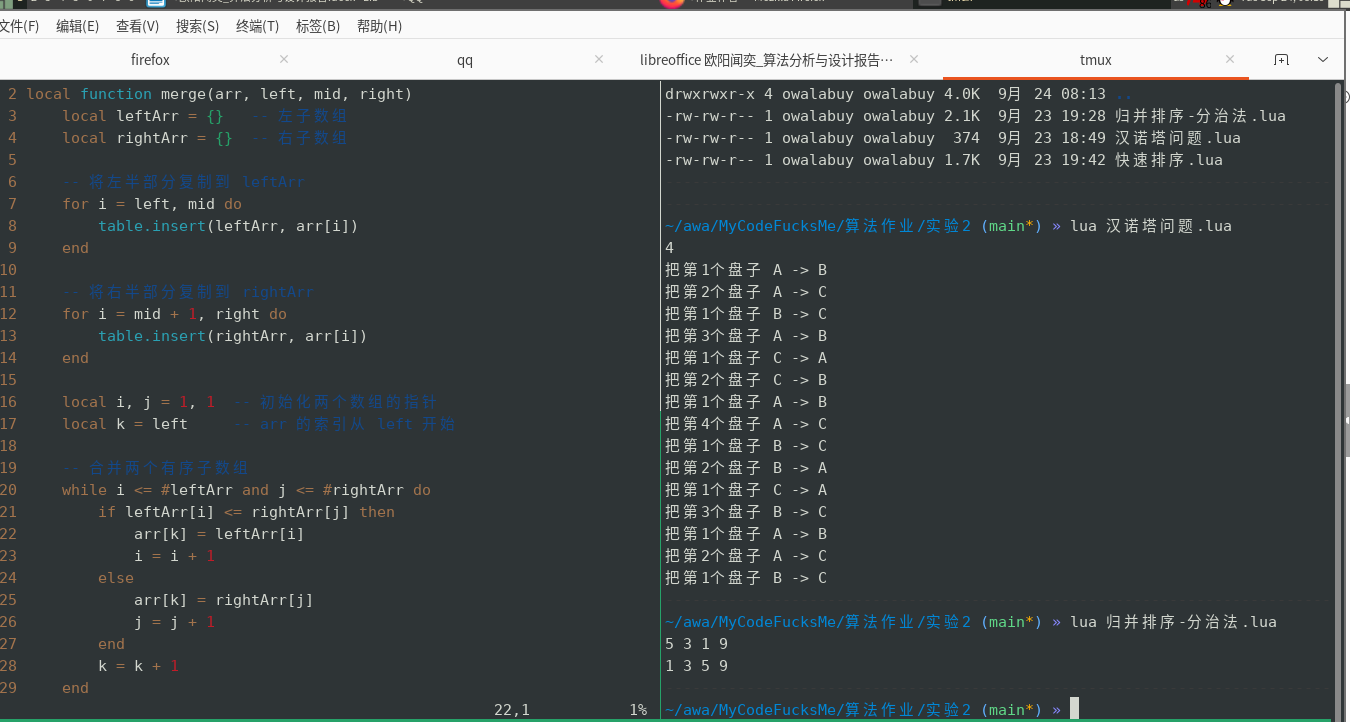 文件(F) 编辑(E) 查看(V) 搜索(S) 终端(T) 标签(B) 帮助(H)
firefox × qq × libreoffice 欧阳闻奕_算法分析与设计报告… × tmux ×
2 local function merge(arr, left, mid, right)
3 local leftArr = {} -- 左子数组
4 local rightArr = {} -- 右子数组
5
6 -- 将左半部分复制到 leftArr
7 for i = left, mid do
8 table.insert(leftArr, arr[i])
9 end
10
11 -- 将右半部分复制到 rightArr
12 for i = mid + 1, right do
13 table.insert(rightArr, arr[i])
14 end
15
16 local i, j = 1, 1 -- 初始化两个数组的指针
17 local k = left -- arr 的索引从 left 开始
18
19 -- 合并两个有序子数组
20 while i <= #leftArr and j <= #rightArr do
21 if leftArr[i] <= rightArr[j] then
22 arr[k] = leftArr[i]
23 i = i + 1
24 else
25 arr[k] = rightArr[j]
26 j = j + 1
27 end
28 k = k + 1
29 end
22,1 1%
drwxrwxr-x 4 owalabuy owalabuy 4.0K 9月 24 08:13 ..
-rw-rw-r-- 1 owalabuy owalabuy 2.1K 9月 23 19:28 归并排序-分治法.lua
-rw-rw-r-- 1 owalabuy owalabuy 374 9月 23 18:49 汉诺塔问题.lua
-rw-rw-r-- 1 owalabuy owalabuy 1.7K 9月 23 19:42 快速排序.lua
~/awa/MyCodeFucksMe/算法作业/实验2 (main*) » lua 汉诺塔问题.lua
4
把第1个盘子 A -> B
把第2个盘子 A -> C
把第1个盘子 B -> C
把第3个盘子 A -> B
把第1个盘子 C -> A
把第2个盘子 C -> B
把第1个盘子 A -> B
把第4个盘子 A -> C
把第1个盘子 B -> C
把第2个盘子 B -> A
把第1个盘子 C -> A
把第3个盘子 B -> C
把第1个盘子 A -> B
把第2个盘子 A -> C
把第1个盘子 B -> C
~/awa/MyCodeFucksMe/算法作业/实验2 (main*) » lua 归并排序-分治法.lua
5 3 1 9
1 3 5 9
~/awa/MyCodeFucksMe/算法作业/实验2 (main*) »